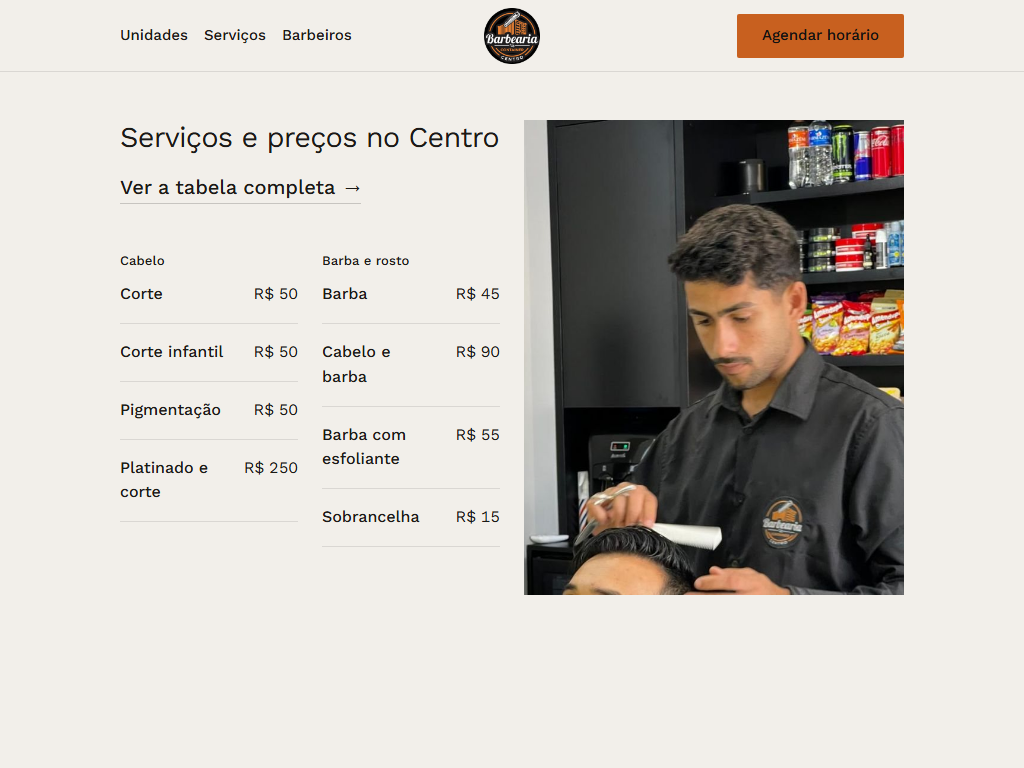 Unidades Serviços Barbeiros
Barbearia
CENTRO
Agendar horário
Serviços e preços no Centro
Ver a tabela completa →
Cabelo
Corte R$ 50
Corte infantil R$ 50
Pigmentação R$ 50
Platinado e corte R$ 250
Barba e rosto
Barba R$ 45
Cabelo e barba R$ 90
Barba com esfoliante R$ 55
Sobrancelha R$ 15
Barbearia